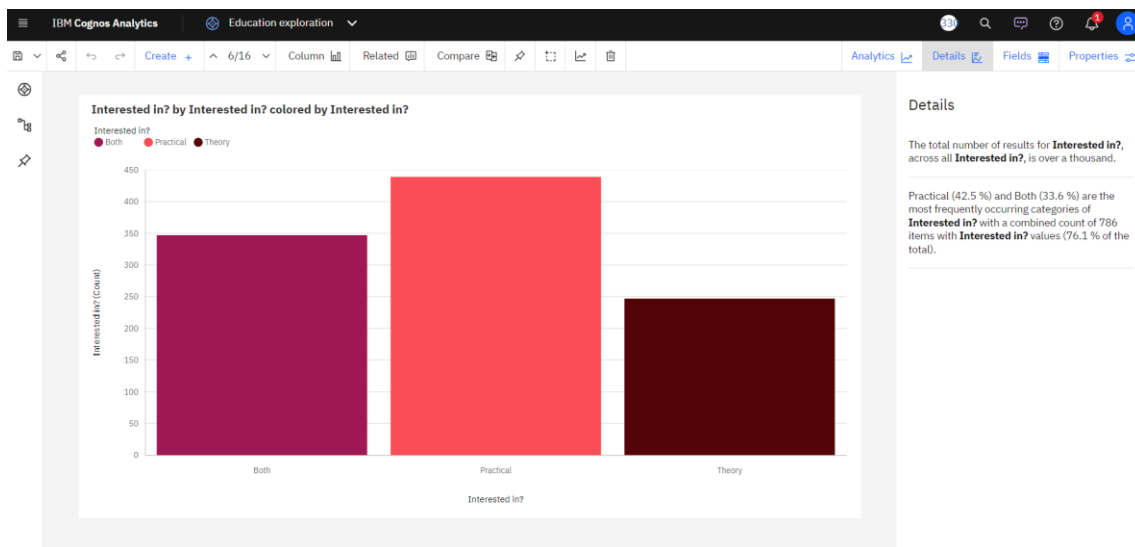 IBM Cognos Analytics
Education exploration
330
1
Create +
6/16
Column
Related
Compare
Analytics
Details
Fields
Properties
Interested in? by Interested in? colored by Interested in?
Interested in?
Both Practical Theory
450
400
350
300
250
200
150
100
50
0
Interested in? (Count)
Both Practical Theory
Interested in?
Details
The total number of results for Interested in?,
across all Interested in?, is over a thousand.
Practical (42.5 %) and Both (33.6 %) are the
most frequently occurring categories of
Interested in? with a combined count of 786
items with Interested in? values (76.1 % of the
total).